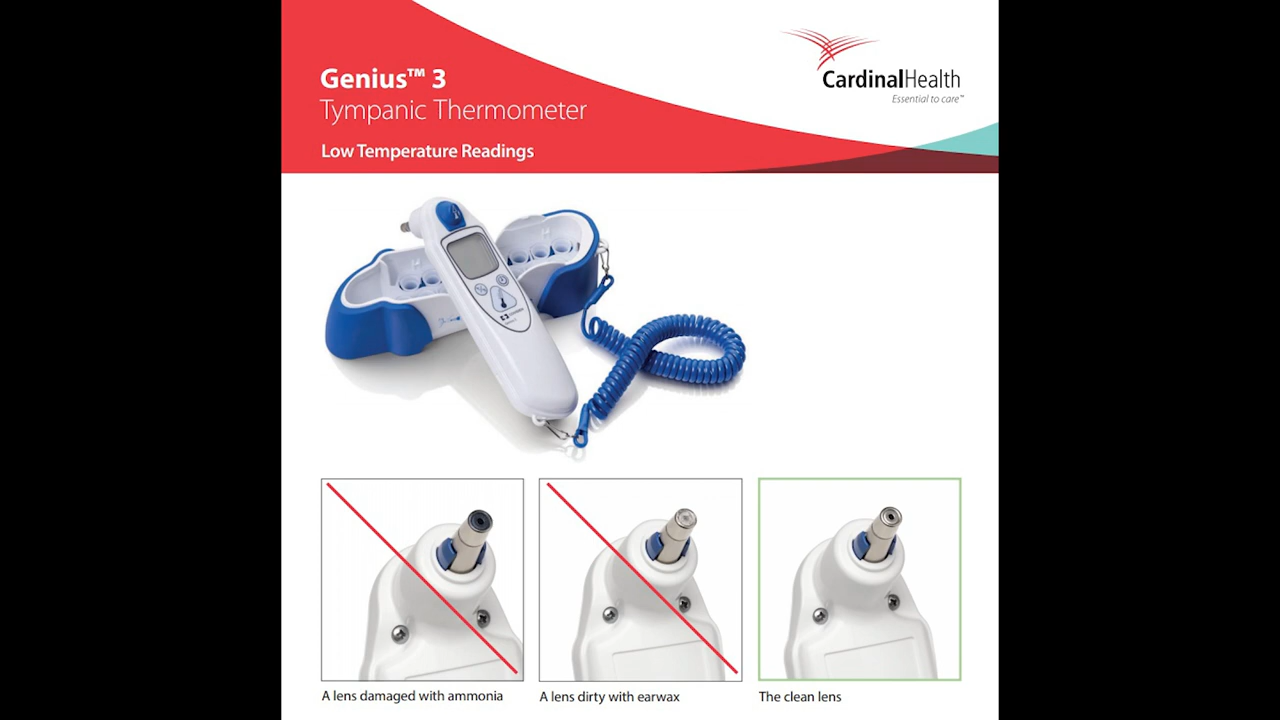 Genius™ 3
Tympanic Thermometer
Low Temperature Readings
CardinalHealth
Essential to care™
A lens damaged with ammonia
A lens dirty with earwax
The clean lens